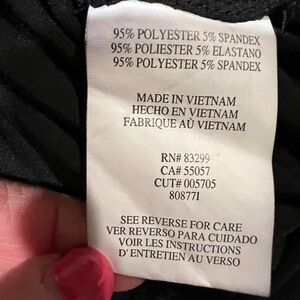 95% POLYESTER 5% SPANDEX
95% POLIESTER 5% ELASTANO
95% POLYESTER 5% SPANDEX
MADE IN VIETNAM
HECHO EN VIETNAM
FABRIQUE AÙ VIETNAM
RN# 83299
CA# 55057
CUT# 005705
808771
SEE REVERSE FOR CARE
VER REVERSO PARA CUIDADO
VOIR LES INSTRUCTIONS
D' ENTRETIEN AU VERSO